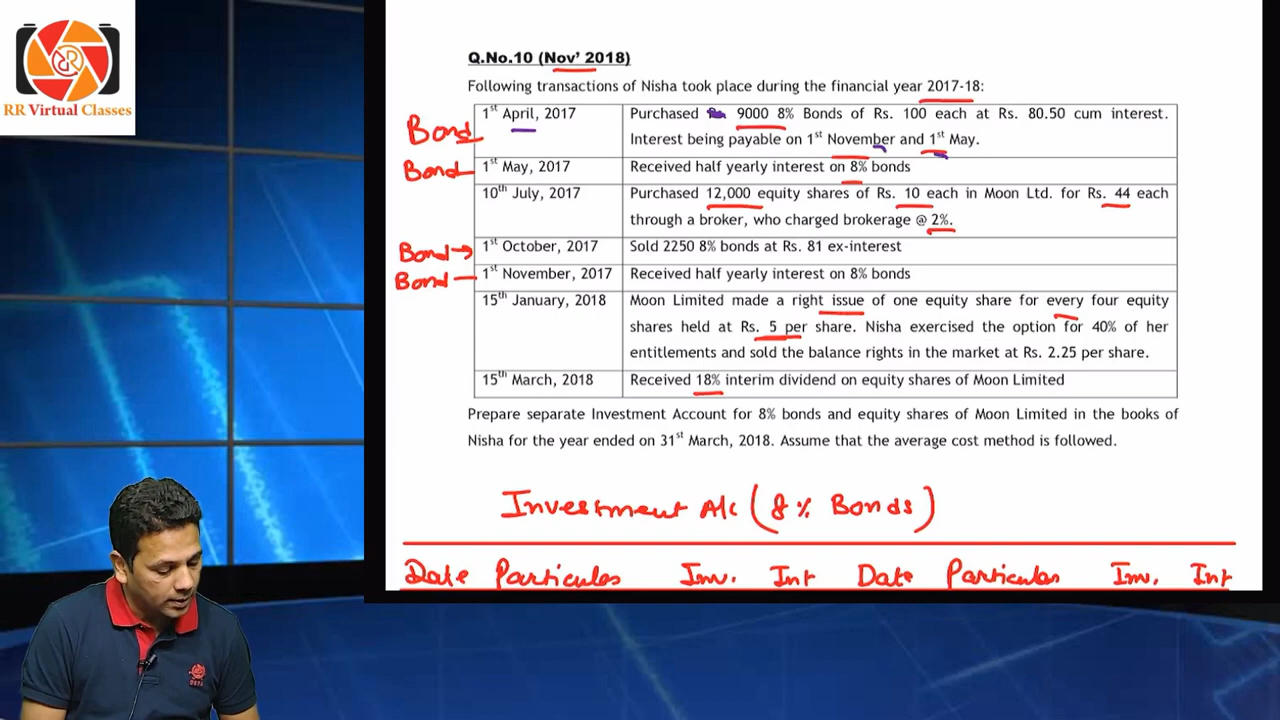 RR Virtual Classes
Q.No.10 (Nov' 2018)
Following transactions of Nisha took place during the financial year 2017-18:
Bond
1st April, 2017
Purchased 9000 8% Bonds of Rs. 100 each at Rs. 80.50 cum interest.
Interest being payable on 1st November and 1st May.
Bond
1st May, 2017
Received half yearly interest on 8% bonds
10th July, 2017
Purchased 12,000 equity shares of Rs. 10 each in Moon Ltd. for Rs. 44 each
through a broker, who charged brokerage @ 2%.
Bond
1st October, 2017
Sold 2250 8% bonds at Rs. 81 ex-interest
Bond
1st November, 2017
Received half yearly interest on 8% bonds
15th January, 2018
Moon Limited made a right issue of one equity share for every four equity
shares held at Rs. 5 per share. Nisha exercised the option for 40% of her
entitlements and sold the balance rights in the market at Rs. 2.25 per share.
15th March, 2018
Received 18% interim dividend on equity shares of Moon Limited
Prepare separate Investment Account for 8% bonds and equity shares of Moon Limited in the books of
Nisha for the year ended on 31st March, 2018. Assume that the average cost method is followed.
Investment A/c (8% Bonds)
Date Particulas Inv. Int Date Particulas Inv. Int